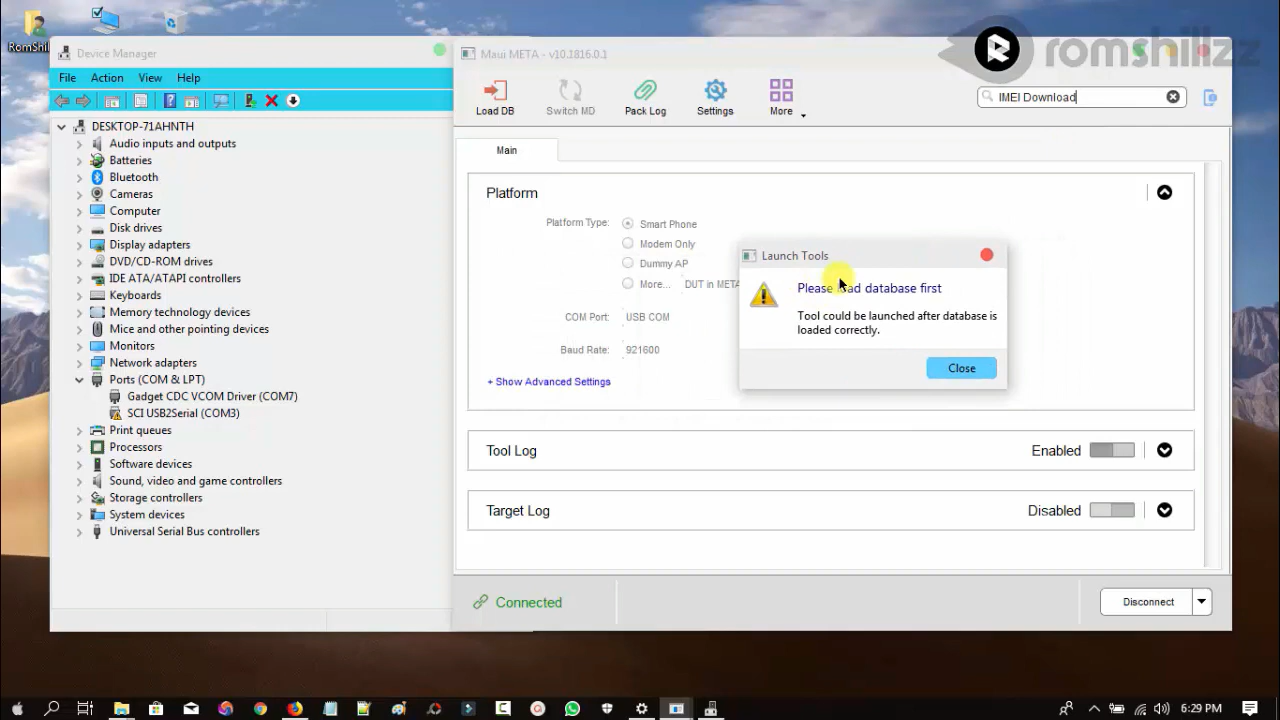 RomShil
Device Manager
File Action View Help
DESKTOP-71AHNTH
Audio inputs and outputs
Batteries
Bluetooth
Cameras
Computer
Disk drives
Display adapters
DVD/CD-ROM drives
IDE ATA/ATAPI controllers
Keyboards
Memory technology devices
Mice and other pointing devices
Monitors
Network adapters
Ports (COM & LPT)
Gadget CDC VCOM Driver (COM7)
SCI USB2Serial (COM3)
Print queues
Processors
Software devices
Sound, video and game controllers
Storage controllers
System devices
Universal Serial Bus controllers
Maui META - v10.1816.0.1
romshillzz
Load DB Switch MD Pack Log Settings More
IMEI Download
Main
Platform
Platform Type: Smart Phone
Modem Only
Dummy AP
More... DUT in META
COM Port: USB COM
Baud Rate: 921600
+ Show Advanced Settings
Launch Tools
Please load database first
Tool could be launched after database is
loaded correctly.
Close
Tool Log Enabled
Target Log Disabled
Connected
Disconnect
6:29 PM